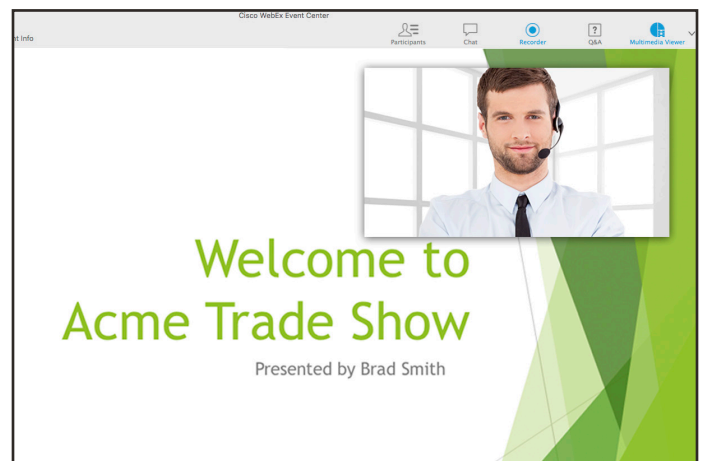 Cisco WebEx Event Center
nt Info
Participants
Chat
Recorder
Q&A
Multimedia Viewer
Welcome to
Acme Trade Show
Presented by Brad Smith